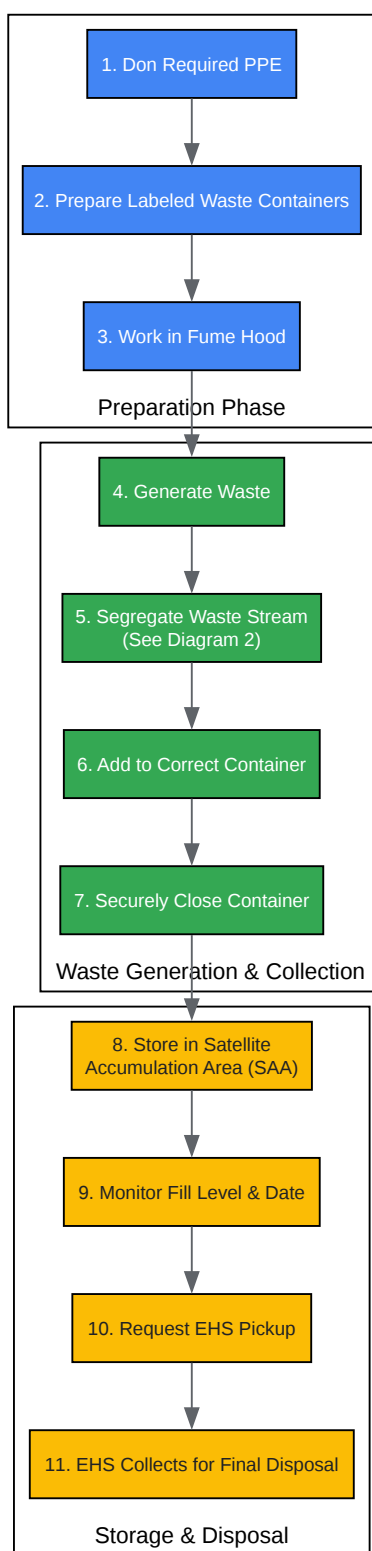 1. Don Required PPE
2. Prepare Labeled Waste Containers
3. Work in Fume Hood
Preparation Phase
4. Generate Waste
5. Segregate Waste Stream
(See Diagram 2)
6. Add to Correct Container
7. Securely Close Container
Waste Generation & Collection
8. Store in Satellite
Accumulation Area (SAA)
9. Monitor Fill Level & Date
10. Request EHS Pickup
11. EHS Collects for Final Disposal
Storage & Disposal